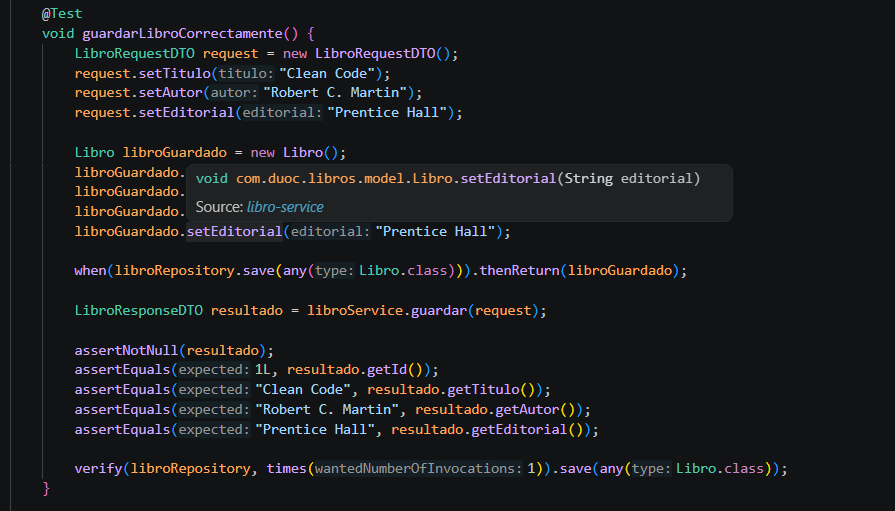 @Test
void guardarLibroCorrectamente() {
LibroRequestDTO request = new LibroRequestDTO();
request.setTitulo(titulo: "Clean Code");
request.setAutor(autor: "Robert C. Martin");
request.setEditorial(editorial: "Prentice Hall");
Libro libroGuardado = new Libro();
libroGuardado.
void com.duoc.libros.model.Libro.setEditorial(String editorial)
libroGuardado.
Source: libro-service
libroGuardado.
libroGuardado.setEditorial(editorial: "Prentice Hall");
when(libroRepository.save(any(type: Libro.class))).thenReturn(libroGuardado);
LibroResponseDTO resultado = libroService.guardar(request);
assertNotNull(resultado);
assertEquals(expected: 1L, resultado.getId());
assertEquals(expected: "Clean Code", resultado.getTitulo());
assertEquals(expected: "Robert C. Martin", resultado.getAutor());
assertEquals(expected: "Prentice Hall", resultado.getEditorial());
verify(libroRepository, times(wantedNumberOfInvocations: 1)).save(any(type: Libro.class));
}